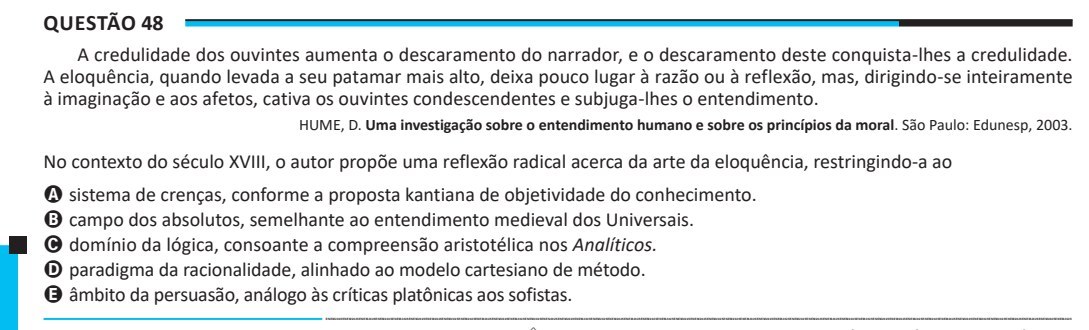 QUESTÃO 48
A credulidade dos ouvintes aumenta o descaramento do narrador, e o descaramento deste conquista-lhes a credulidade.
A eloquência, quando levada a seu patamar mais alto, deixa pouco lugar à razão ou à reflexão, mas, dirigindo-se inteiramente
à imaginação e aos afetos, cativa os ouvintes condescendentes e subjuga-lhes o entendimento.
HUME, D. Uma investigação sobre o entendimento humano e sobre os princípios da moral. São Paulo: Edunesp, 2003.
No contexto do século XVIII, o autor propõe uma reflexão radical acerca da arte da eloquência, restringindo-a ao
A sistema de crenças, conforme a proposta kantiana de objetividade do conhecimento.
B campo dos absolutos, semelhante ao entendimento medieval dos Universais.
C domínio da lógica, consoante a compreensão aristotélica nos Analíticos.
D paradigma da racionalidade, alinhado ao modelo cartesiano de método.
E âmbito da persuasão, análogo às críticas platônicas aos sofistas.